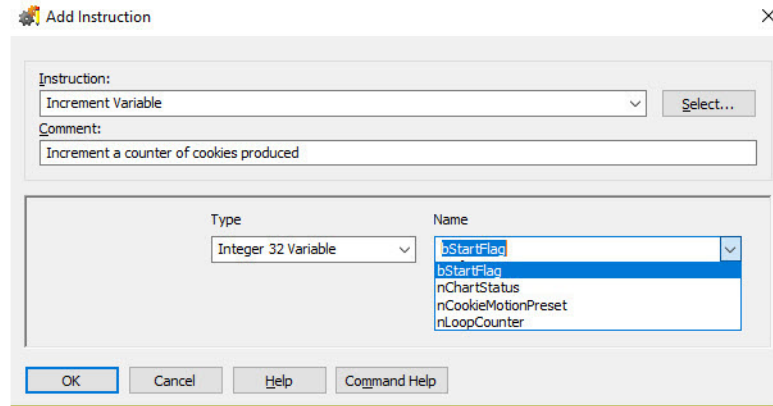 Add Instruction
Instruction:
Increment Variable
Select...
Comment:
Increment a counter of cookies produced
Type Name
Integer 32 Variable bStartFlag
bStartFlag
nChartStatus
nCookieMotionPreset
nLoopCounter
OK Cancel Help Command Help